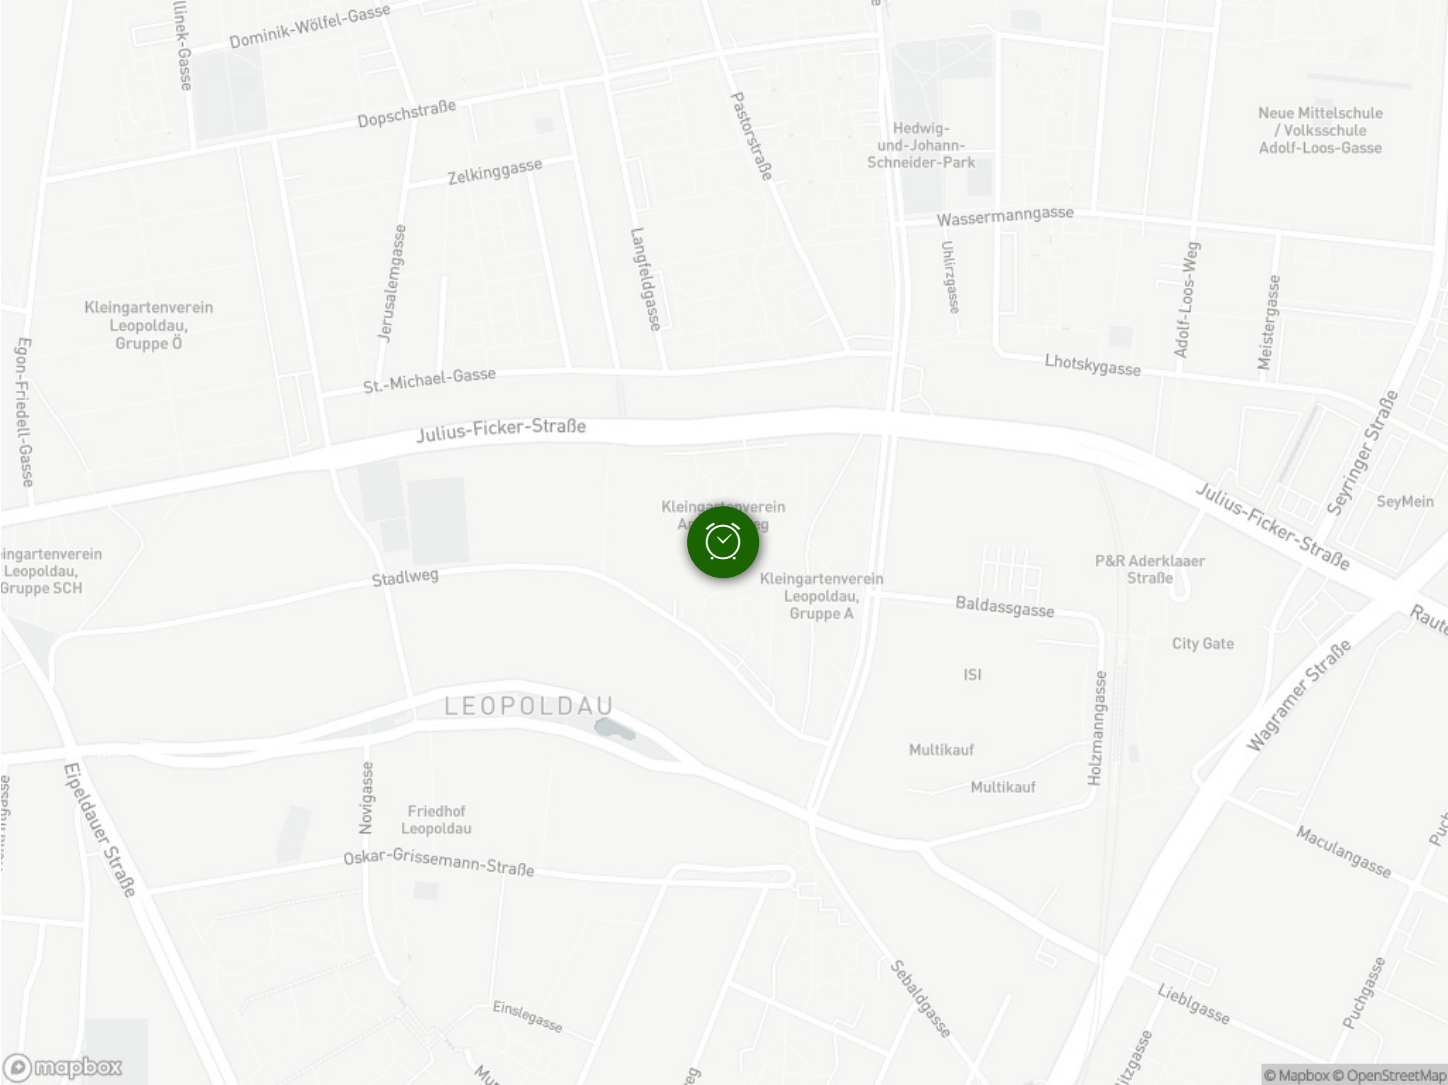 Dominik-Wölfel-Gasse
Dopschstraße
Zelkinggasse
Pastorstraße
Hedwig-
und-Johann-
Schneider-Park
Neue Mittelschule
/ Volksschule
Adolf-Loos-Gasse
Wassermanngasse
Uhlirzgasse
Jerusalemgasse
Langfeldgasse
Adolf-Loos-Weg
Meistergasse
Kleingartenverein
Leopoldau,
Gruppe Ö
Egon-Friedell-Gasse
St.-Michael-Gasse
Lhotskygasse
Julius-Ficker-Straße
Seyringer Straße
SeyMein
Julius-Ficker-Straße
Kleingartenverein
ingartenverein
Leopoldau,
Gruppe SCH
Stadlweg
Kleingartenverein
Leopoldau,
Gruppe A
P&R Aderklaaer
Straße
Baldassgasse
City Gate
ISI
Wagramer Straße
LEOPOLDAU
Holzmanngasse
Multikauf
Multikauf
Eipeldauer Straße
Novigasse
Friedhof
Leopoldau
Oskar-Grissemann-Straße
Maculangasse
Sebaldgasse
Einslegasse
Lieblgasse
Puchgasse
mapbox
© Mapbox © OpenStreetMap